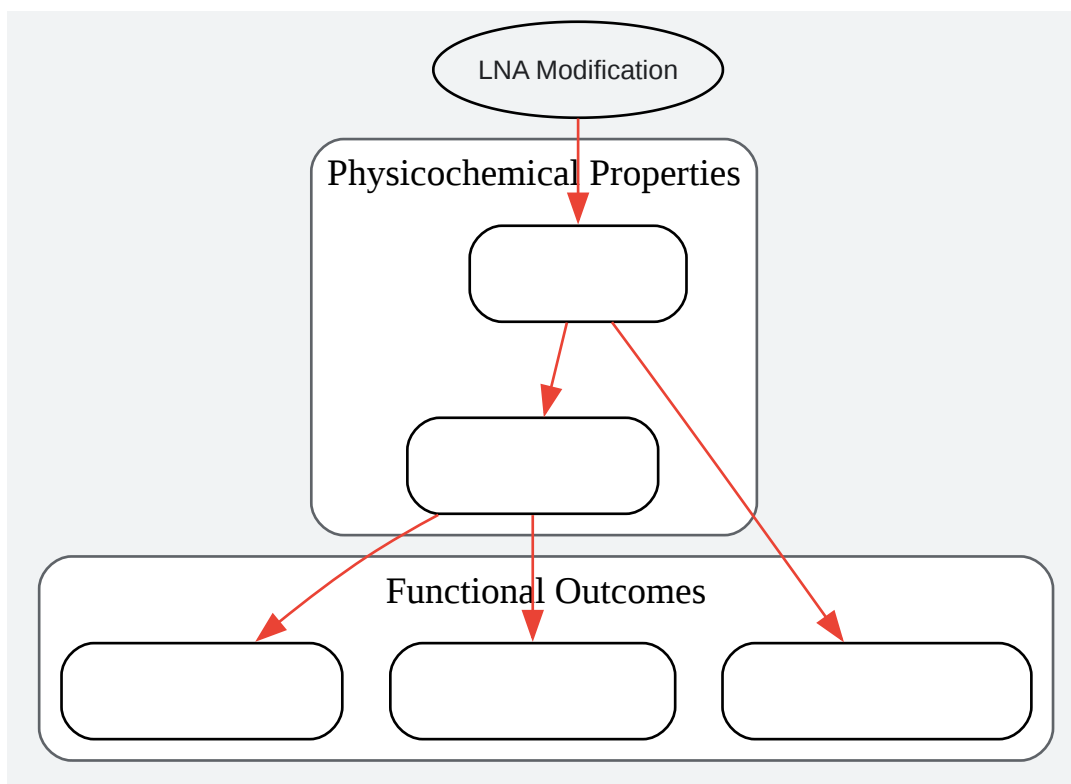 LNA Modification
Physicochemical Properties
Functional Outcomes